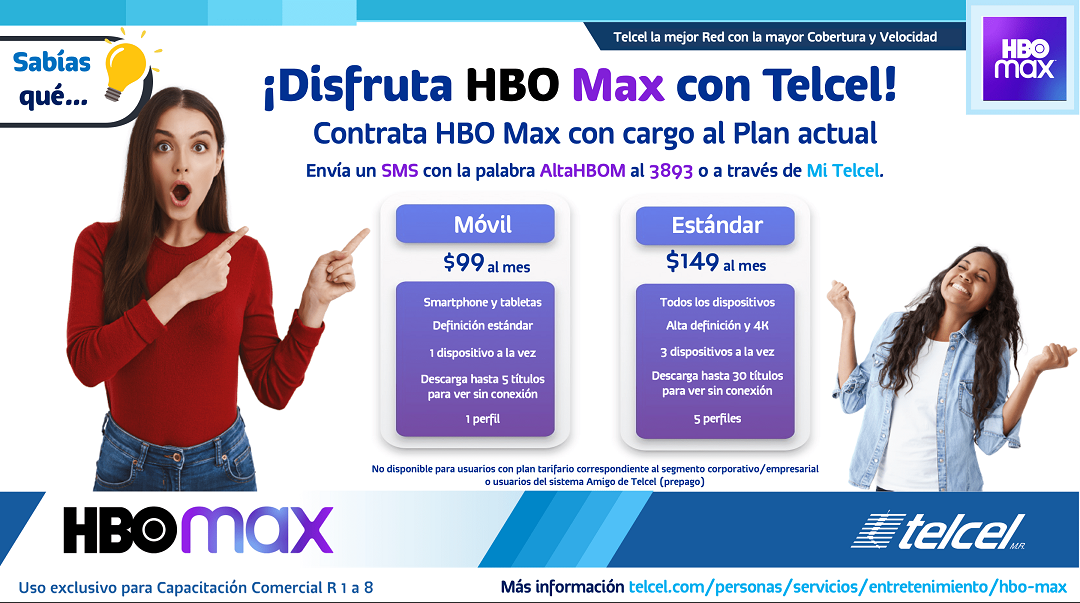 Telcel la mejor Red con la mayor Cobertura y Velocidad
HBO
max
Sabías
qué...
¡Disfruta HBO Max con Telcel!
Contrata HBO Max con cargo al Plan actual
Envía un SMS con la palabra AltaHBOM al 3893 o a través de Mi Telcel.
Móvil
$99 al mes
Smartphone y tabletas
Definición estándar
1 dispositivo a la vez
Descarga hasta 5 títulos
para ver sin conexión
1 perfil
Estándar
$149 al mes
Todos los dispositivos
Alta definición y 4K
3 dispositivos a la vez
Descarga hasta 30 títulos
para ver sin conexión
5 perfiles
No disponible para usuarios con plan tarifario correspondiente al segmento corporativo/empresarial
o usuarios del sistema Amigo de Telcel (prepago)
HBOmax
telcel M.R.
Uso exclusivo para Capacitación Comercial R 1 a 8
Más información telcel.com/personas/servicios/entretenimiento/hbo-max